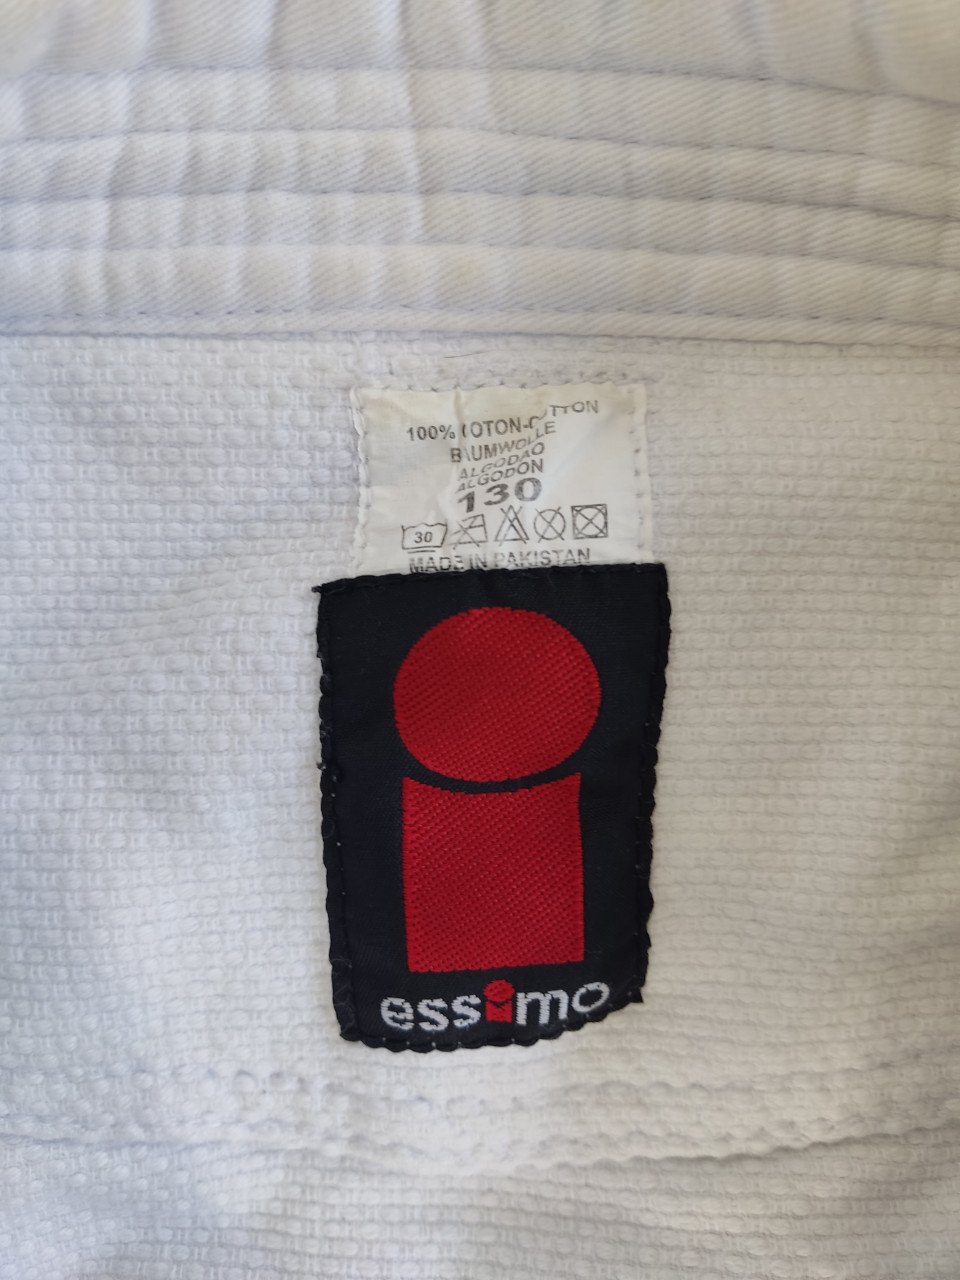 100% COTON-COTTON
BAUMWOLLE
ALGODAO
ALGODON
130
30
MADE IN PAKISTAN
essimo